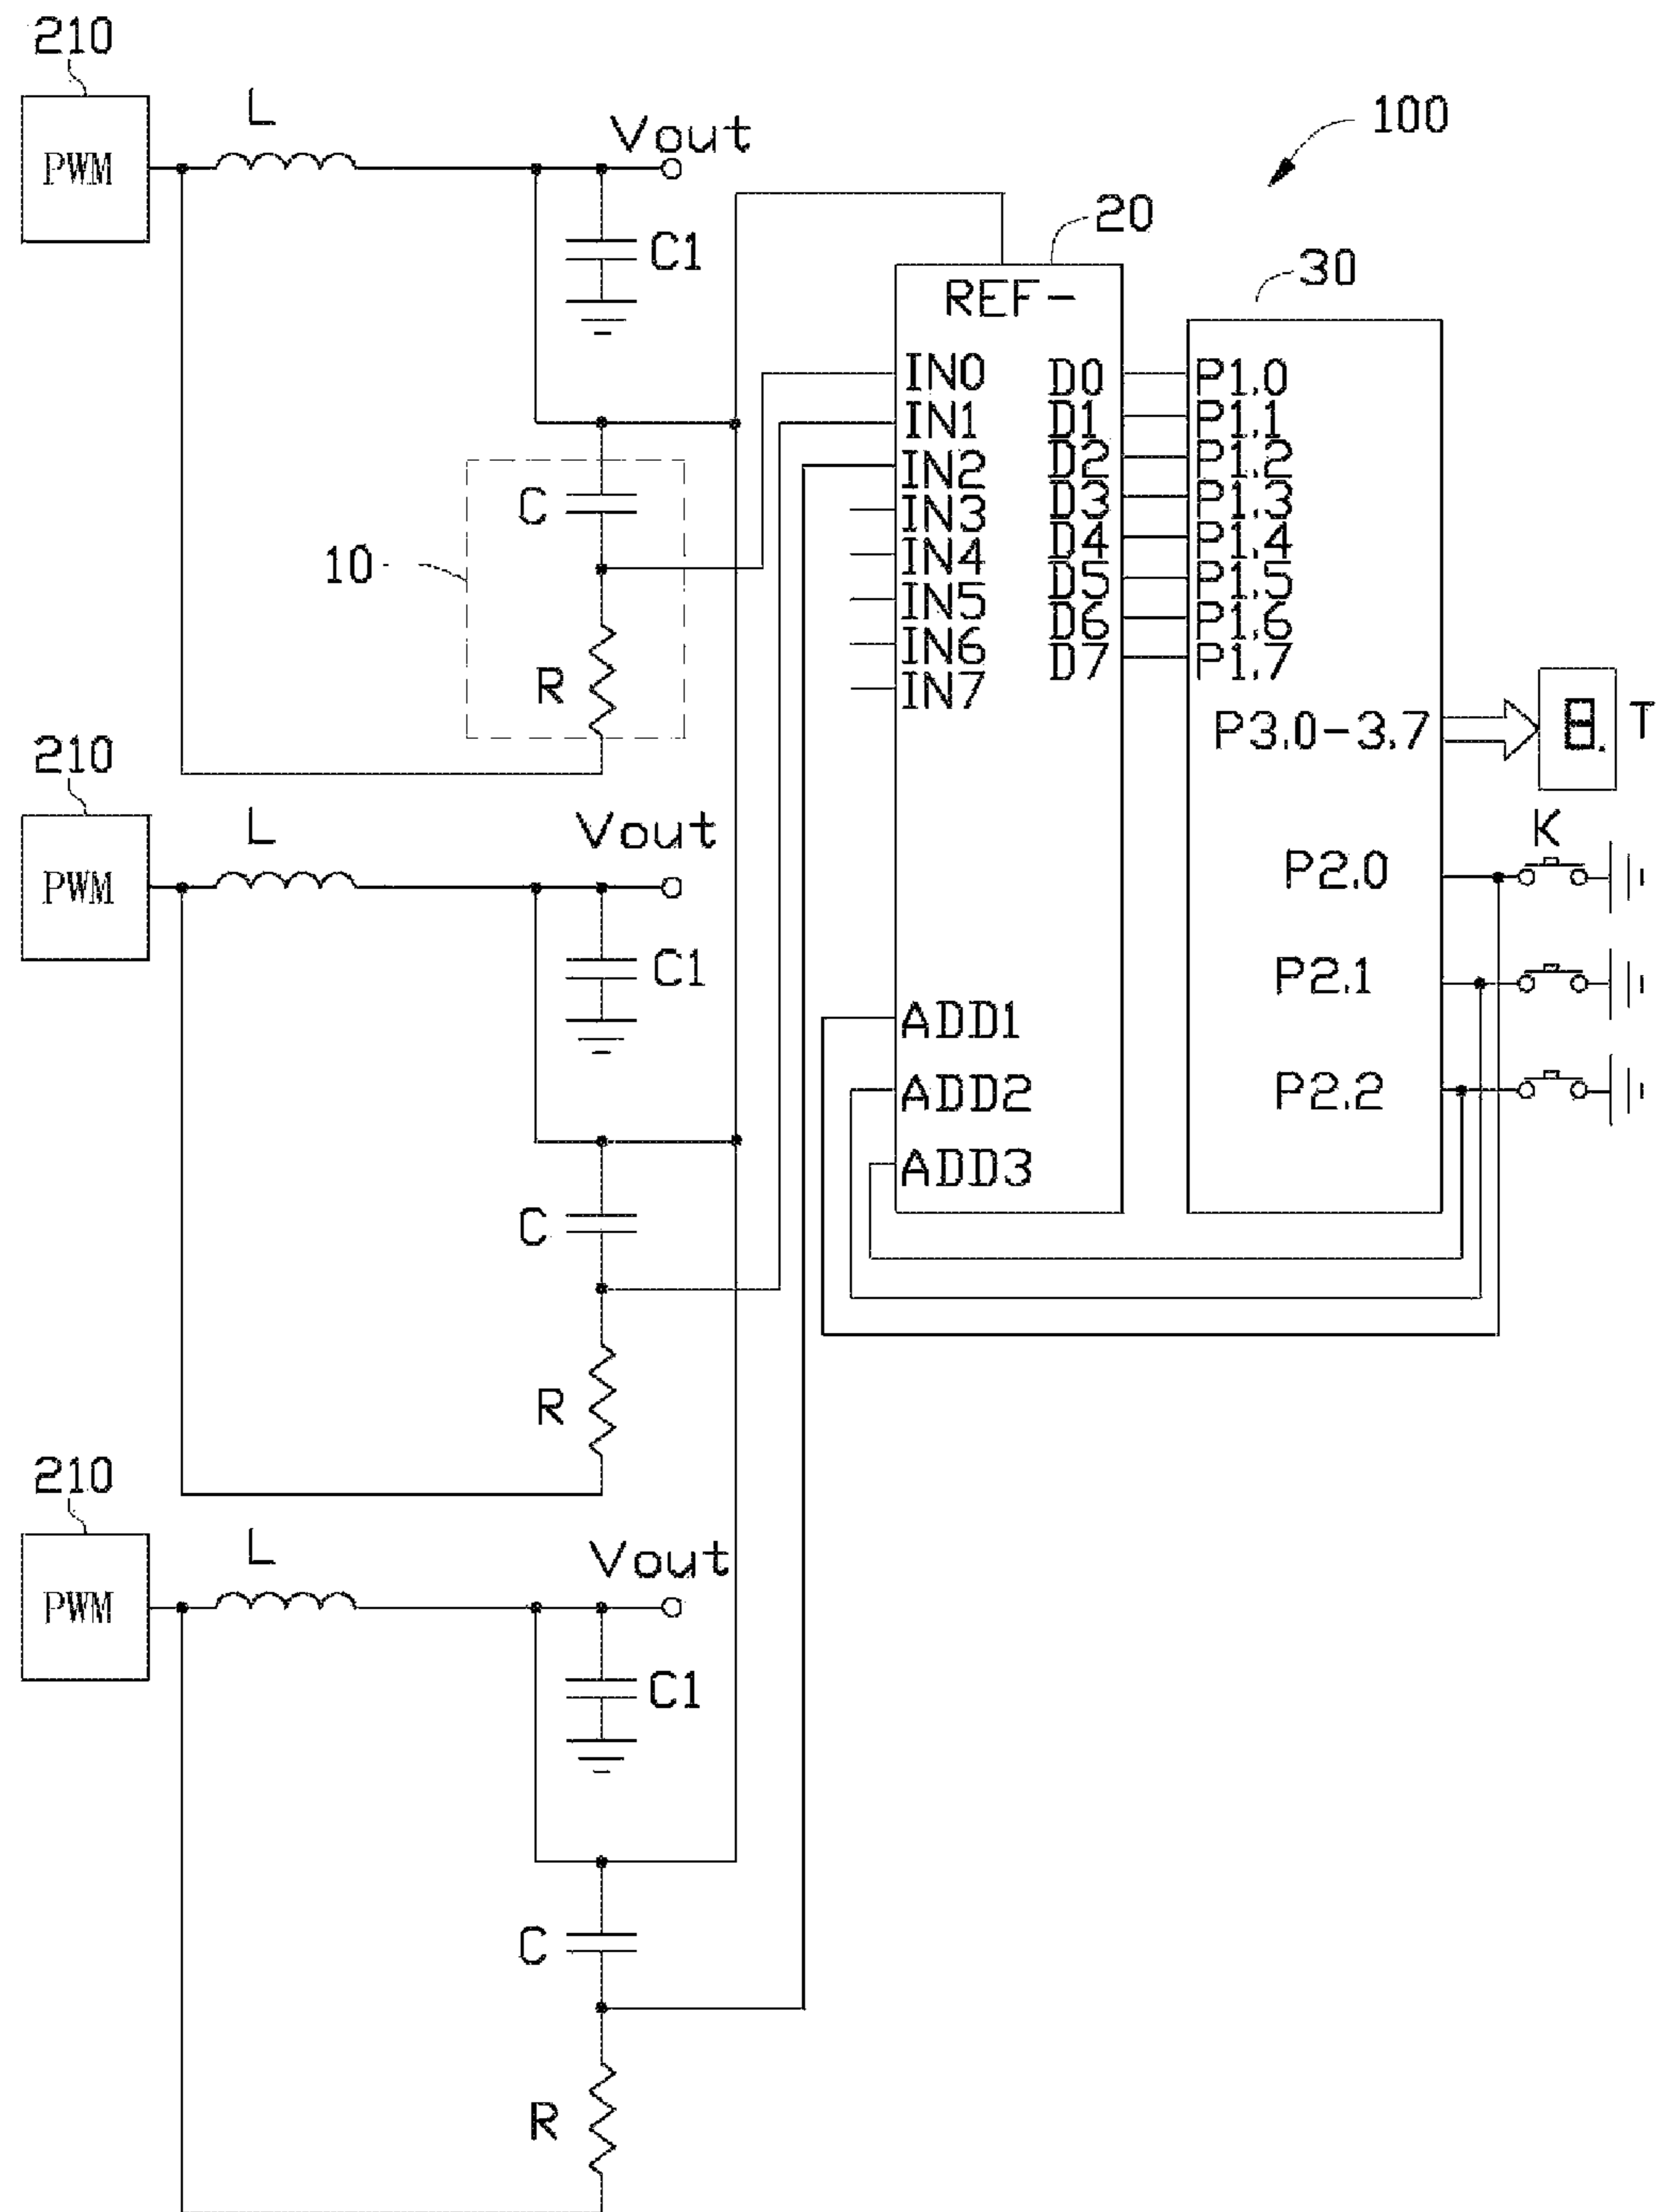 210
L
Vout
100
PWM
20
C1
30
REF-
IN0 D0 P1.0
IN1 D1 P1.1
IN2 D2 P1.2
C
IN3 D3 P1.3
IN4 D4 P1.4
10
IN5 D5 P1.5
IN6 D6 P1.6
R
IN7 D7 P1.7
P3.0-3.7
8.
T
210
L
Vout
K
PWM
P2.0
C1
P2.1
ADD1
ADD2
P2.2
ADD3
C
R
210
L
Vout
PWM
C1
C
R